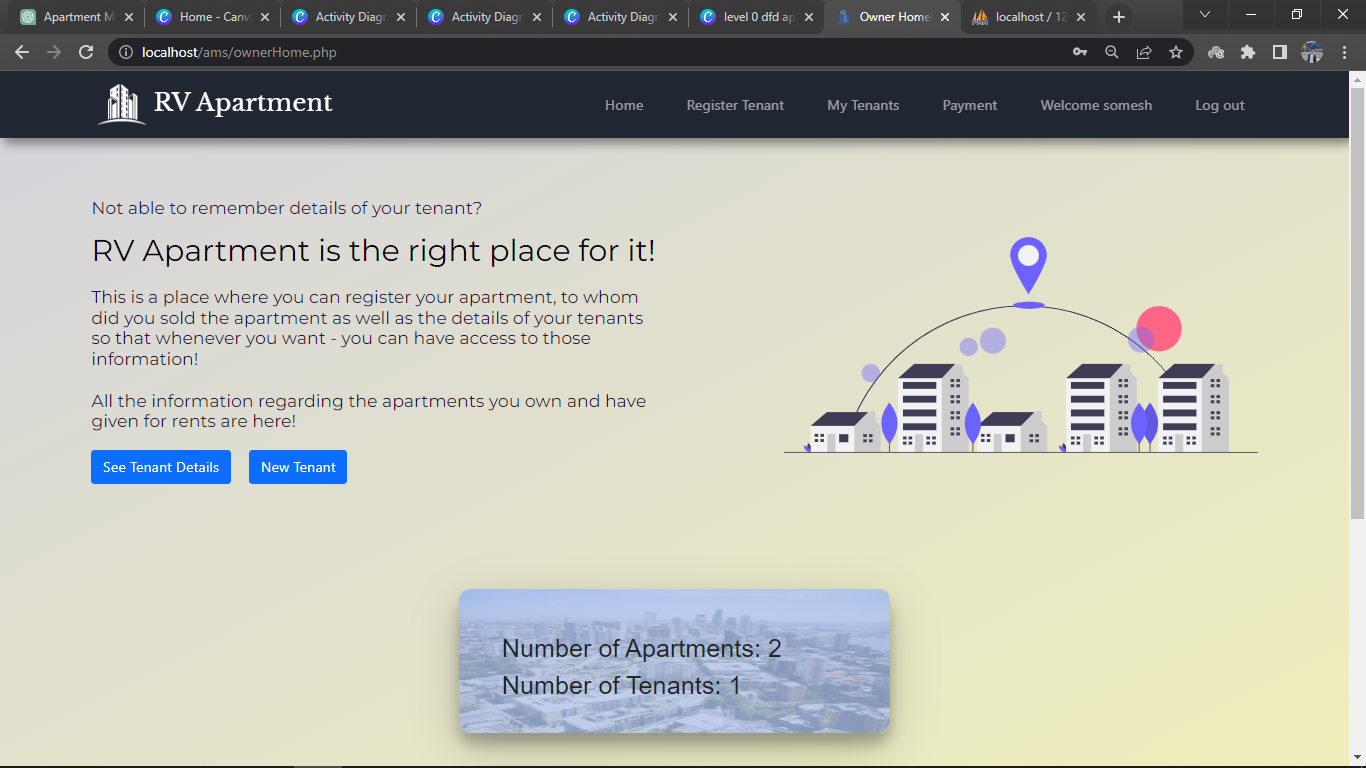 Apartment M
Home - Canv
Activity Diagr
Activity Diagr
Activity Diagr
level 0 dfd ap
Owner Home
localhost / 12
localhost/ams/ownerHome.php
RV Apartment
Home
Register Tenant
My Tenants
Payment
Welcome somesh
Log out
Not able to remember details of your tenant?
RV Apartment is the right place for it!
This is a place where you can register your apartment, to whom
did you sold the apartment as well as the details of your tenants
so that whenever you want - you can have access to those
information!
All the information regarding the apartments you own and have
given for rents are here!
See Tenant Details
New Tenant
Number of Apartments: 2
Number of Tenants: 1